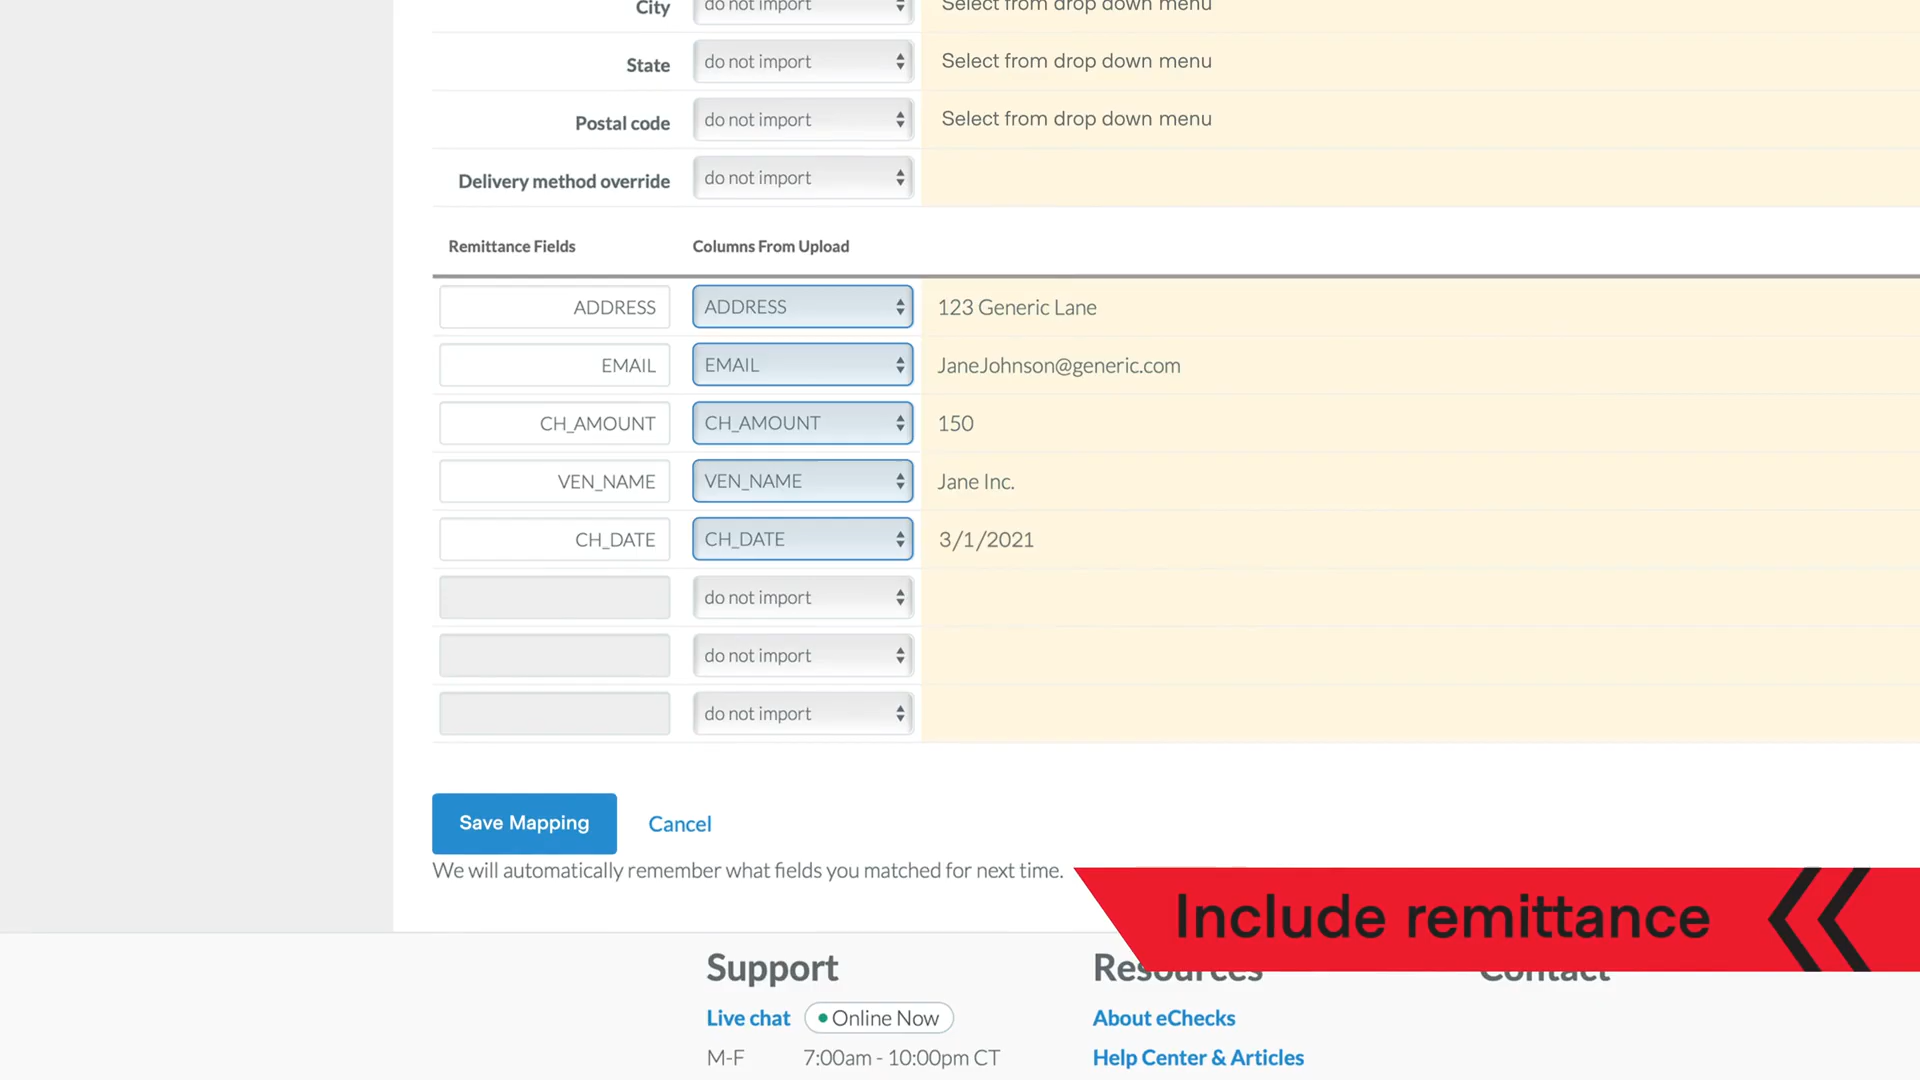 City do not import Select from drop down menu
State do not import Select from drop down menu
Postal code do not import Select from drop down menu
Delivery method override do not import
Remittance Fields Columns From Upload
ADDRESS ADDRESS 123 Generic Lane
EMAIL EMAIL JaneJohnson@generic.com
CH_AMOUNT CH_AMOUNT 150
VEN_NAME VEN_NAME Jane Inc.
CH_DATE CH_DATE 3/1/2021
do not import
do not import
do not import
Save Mapping Cancel
We will automatically remember what fields you matched for next time.
Include remittance
Support Resources Contact
Live chat Online Now About eChecks
M-F 7:00am - 10:00pm CT Help Center & Articles